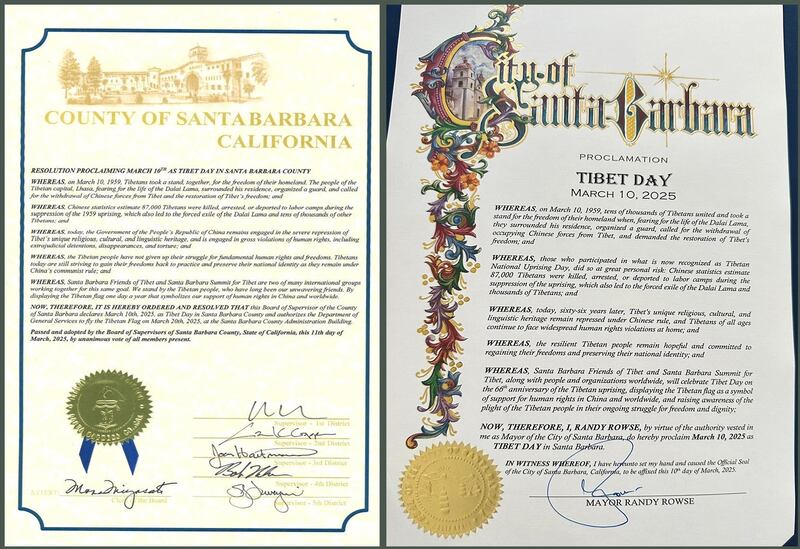 COUNTY OF SANTA BARBARA
CALIFORNIA
RESOLUTION PROCLAIMING MARCH 10TH AS TIBET DAY IN SANTA BARBARA COUNTY
WHEREAS, on March 10, 1959, Tibetans took a stand, together, for the freedom of their homeland. The people of the
Tibetan capital, Lhasa, fearing for the life of the Dalai Lama, surrounded his residence, organized a guard, and called
for the withdrawal of Chinese forces from Tibet and the restoration of Tibet's freedom; and
WHEREAS, Chinese statistics estimate 87,000 Tibetans were killed, arrested, or deported to labor camps during the
suppression of the 1959 uprising, which also led to the forced exile of the Dalai Lama and tens of thousands of other
Tibetans; and
WHEREAS, today, the Government of the People's Republic of China remains engaged in the severe repression of
Tibet's unique religious, cultural, and linguistic heritage, and is engaged in gross violations of human rights, including
extrajudicial detentions, disappearances, and torture; and
WHEREAS, the Tibetan people have not given up their struggle for fundamental human rights and freedoms. Tibetans
today are still striving to gain their freedoms back to practice and preserve their national identity as they remain under
China's communist rule; and
WHEREAS, Santa Barbara Friends of Tibet and Santa Barbara Summit for Tibet are two of many international groups
working together for this same goal. We stand by the Tibetan people, who have long been our unwavering friends. By
displaying the Tibetan flag one day a year that symbolizes our support of human rights in China and worldwide.
NOW, THEREFORE, IT IS HEREBY ORDERED AND RESOLVED THAT this Board of Supervisor of the County
of Santa Barbara declares March 10th, 2025, as Tibet Day in Santa Barbara County and authorizes the Department of
General Services to fly the Tibetan Flag on March 20th, 2025, at the Santa Barbara County Administration Building.
Passed and adopted by the Board of Supervisors of Santa Barbara County, State of California, this 11th day of
March, 2025, by unanimous vote of all members present.
Supervisor - 1st District
Supervisor - 2nd District
Supervisor - 3rd District
Supervisor - 4th District
Supervisor - 5th District
ATTEST:
Clerk of the Board
City of
Santa Barbara
PROCLAMATION
TIBET DAY
MARCH 10, 2025
WHEREAS, on March 10, 1959, tens of thousands of Tibetans united and took a
stand for the freedom of their homeland when, fearing for the life of the Dalai Lama,
they surrounded his residence, organized a guard, called for the withdrawal of
occupying Chinese forces from Tibet, and demanded the restoration of Tibet's
freedom; and
WHEREAS, those who participated in what is now recognized as Tibetan
National Uprising Day, did so at great personal risk: Chinese statistics estimate
87,000 Tibetans were killed, arrested, or deported to labor camps during the
suppression of the uprising, which also led to the forced exile of the Dalai Lama and
thousands of Tibetans; and
WHEREAS, today, sixty-six years later, Tibet's unique religious, cultural, and
linguistic heritage remain repressed under Chinese rule, and Tibetans of all ages
continue to face widespread human rights violations at home; and
WHEREAS, the resilient Tibetan people remain hopeful and committed to
regaining their freedoms and preserving their national identity; and
WHEREAS, Santa Barbara Friends of Tibet and Santa Barbara Summit for
Tibet, along with people and organizations worldwide, will celebrate Tibet Day on
the 66th anniversary of the Tibetan uprising, displaying the Tibetan flag as a symbol
of support for human rights in China and worldwide, and raising awareness of the
plight of the Tibetan people in their ongoing struggle for freedom and dignity;
NOW, THEREFORE, I, RANDY ROWSE, by virtue of the authority vested in
me as Mayor of the City of Santa Barbara, do hereby proclaim March 10, 2025 as
TIBET DAY in Santa Barbara.
IN WITNESS WHEREOF, I have hereunto set my hand and caused the Official Seal
of the City of Santa Barbara, California, to be affixed this 10th day of March, 2025.
MAYOR RANDY ROWSE